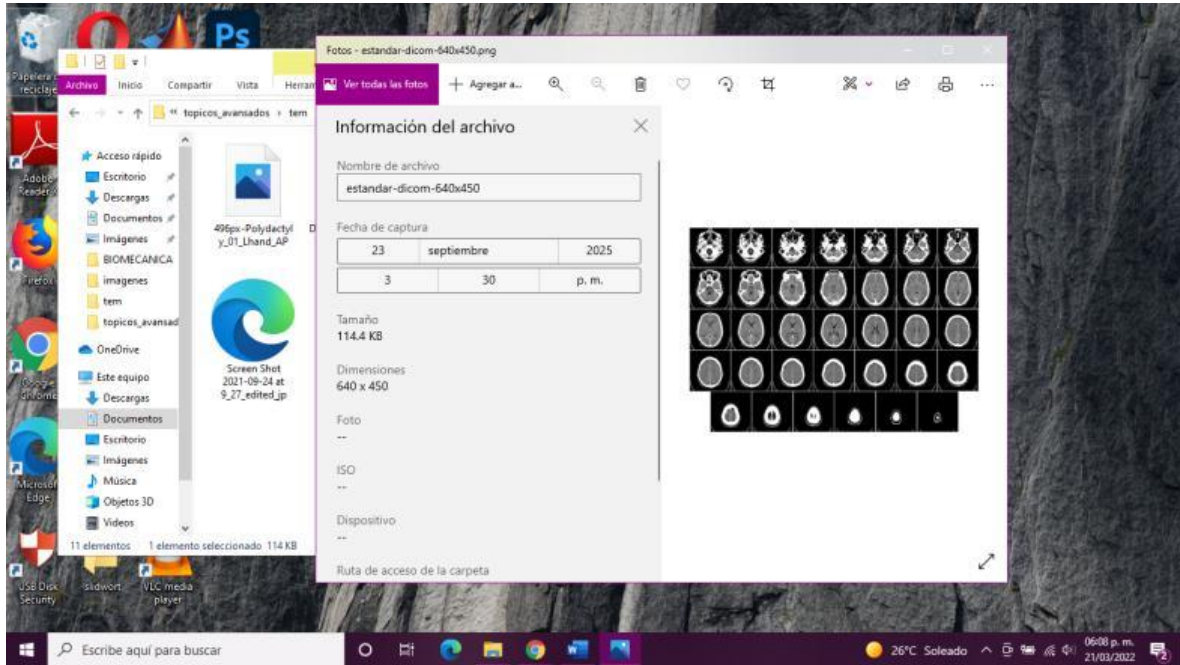 Ps
Papelera
reciclaje
Adobe
Reader
Firefox
Google
Chrome
Microsof
Edge
USB Disk
Security
slidwort
VLC media
player
Archivo Inicio Compartir Vista Herram
topicos_avansados › tem
Acceso rápido
Escritorio
Descargas
Documentos
Imágenes
BIOMECANICA
imagenes
tem
topicos_avansad
OneDrive
Este equipo
Descargas
Documentos
Escritorio
Imágenes
Música
Objetos 3D
Videos
496px-Polydactyl
y_01_Lhand_AP
D
Screen Shot
2021-09-24 at
9_27_edited_jp
11 elementos 1 elemento seleccionado 114 KB
Fotos - estandar-dicom-640x450.png
Ver todas las fotos + Agregar a...
Información del archivo
Nombre de archivo
estandar-dicom-640x450
Fecha de captura
23 septiembre 2025
3 30 p. m.
Tamaño
114.4 KB
Dimensiones
640 x 450
Foto
--
ISO
--
Dispositivo
--
Ruta de acceso de la carpeta
Escribe aquí para buscar
26°C Soleado
06:08 p. m.
21/03/2022
2